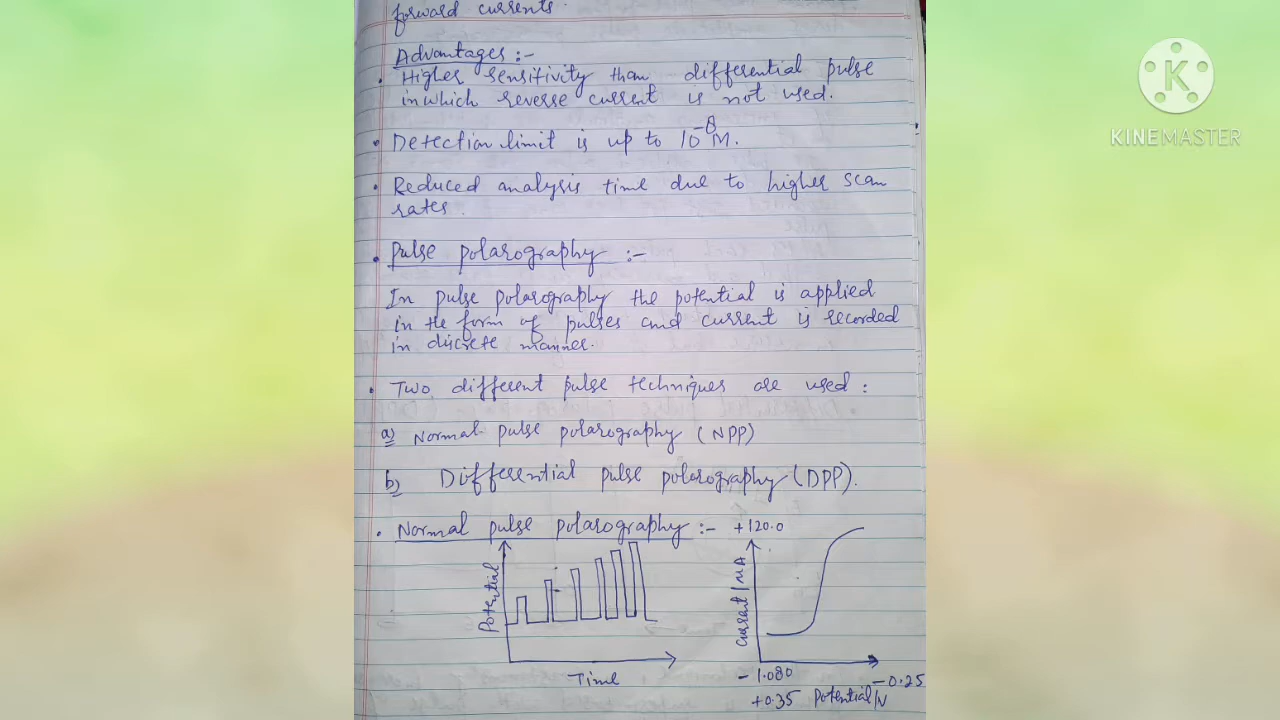 forward currents.
Advantages :-
• Higher sensitivity than differential pulse
in which reverse current is not used.
• Detection limit is up to 10⁻⁸M.
• Reduced analysis time due to higher scan
rates.
• Pulse polarography :-
In pulse polarography the potential is applied
in the form of pulses and current is recorded
in discrete manner.
• Two different pulse techniques are used :
a) Normal pulse polarography (NPP)
b) Differential pulse polarography (DPP).
• Normal pulse polarography :-
Potential
Time
+120.0
Current/MA
-1.080
-0.25
+0.35 Potential/V
K
KINEMASTER